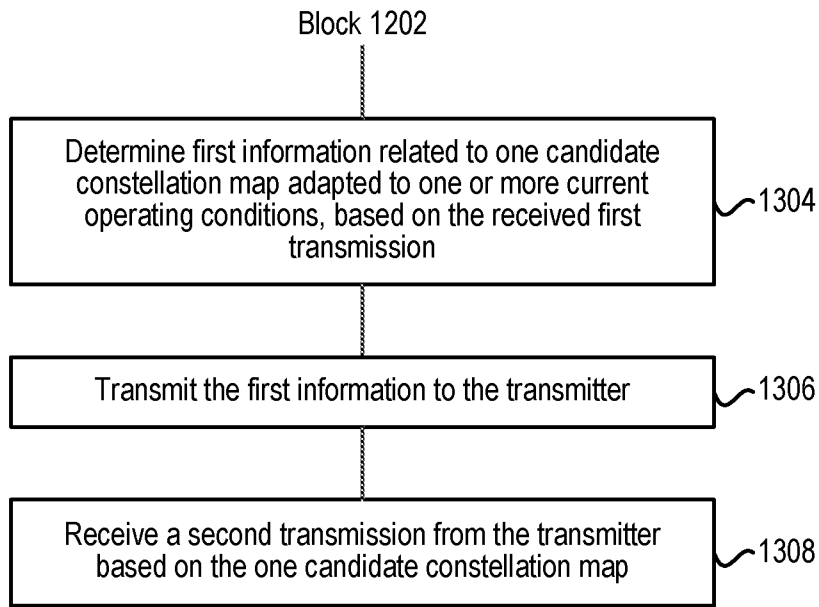 Block 1202
Determine first information related to one candidate
constellation map adapted to one or more current
operating conditions, based on the received first
transmission
1304
Transmit the first information to the transmitter
1306
Receive a second transmission from the transmitter
based on the one candidate constellation map
1308